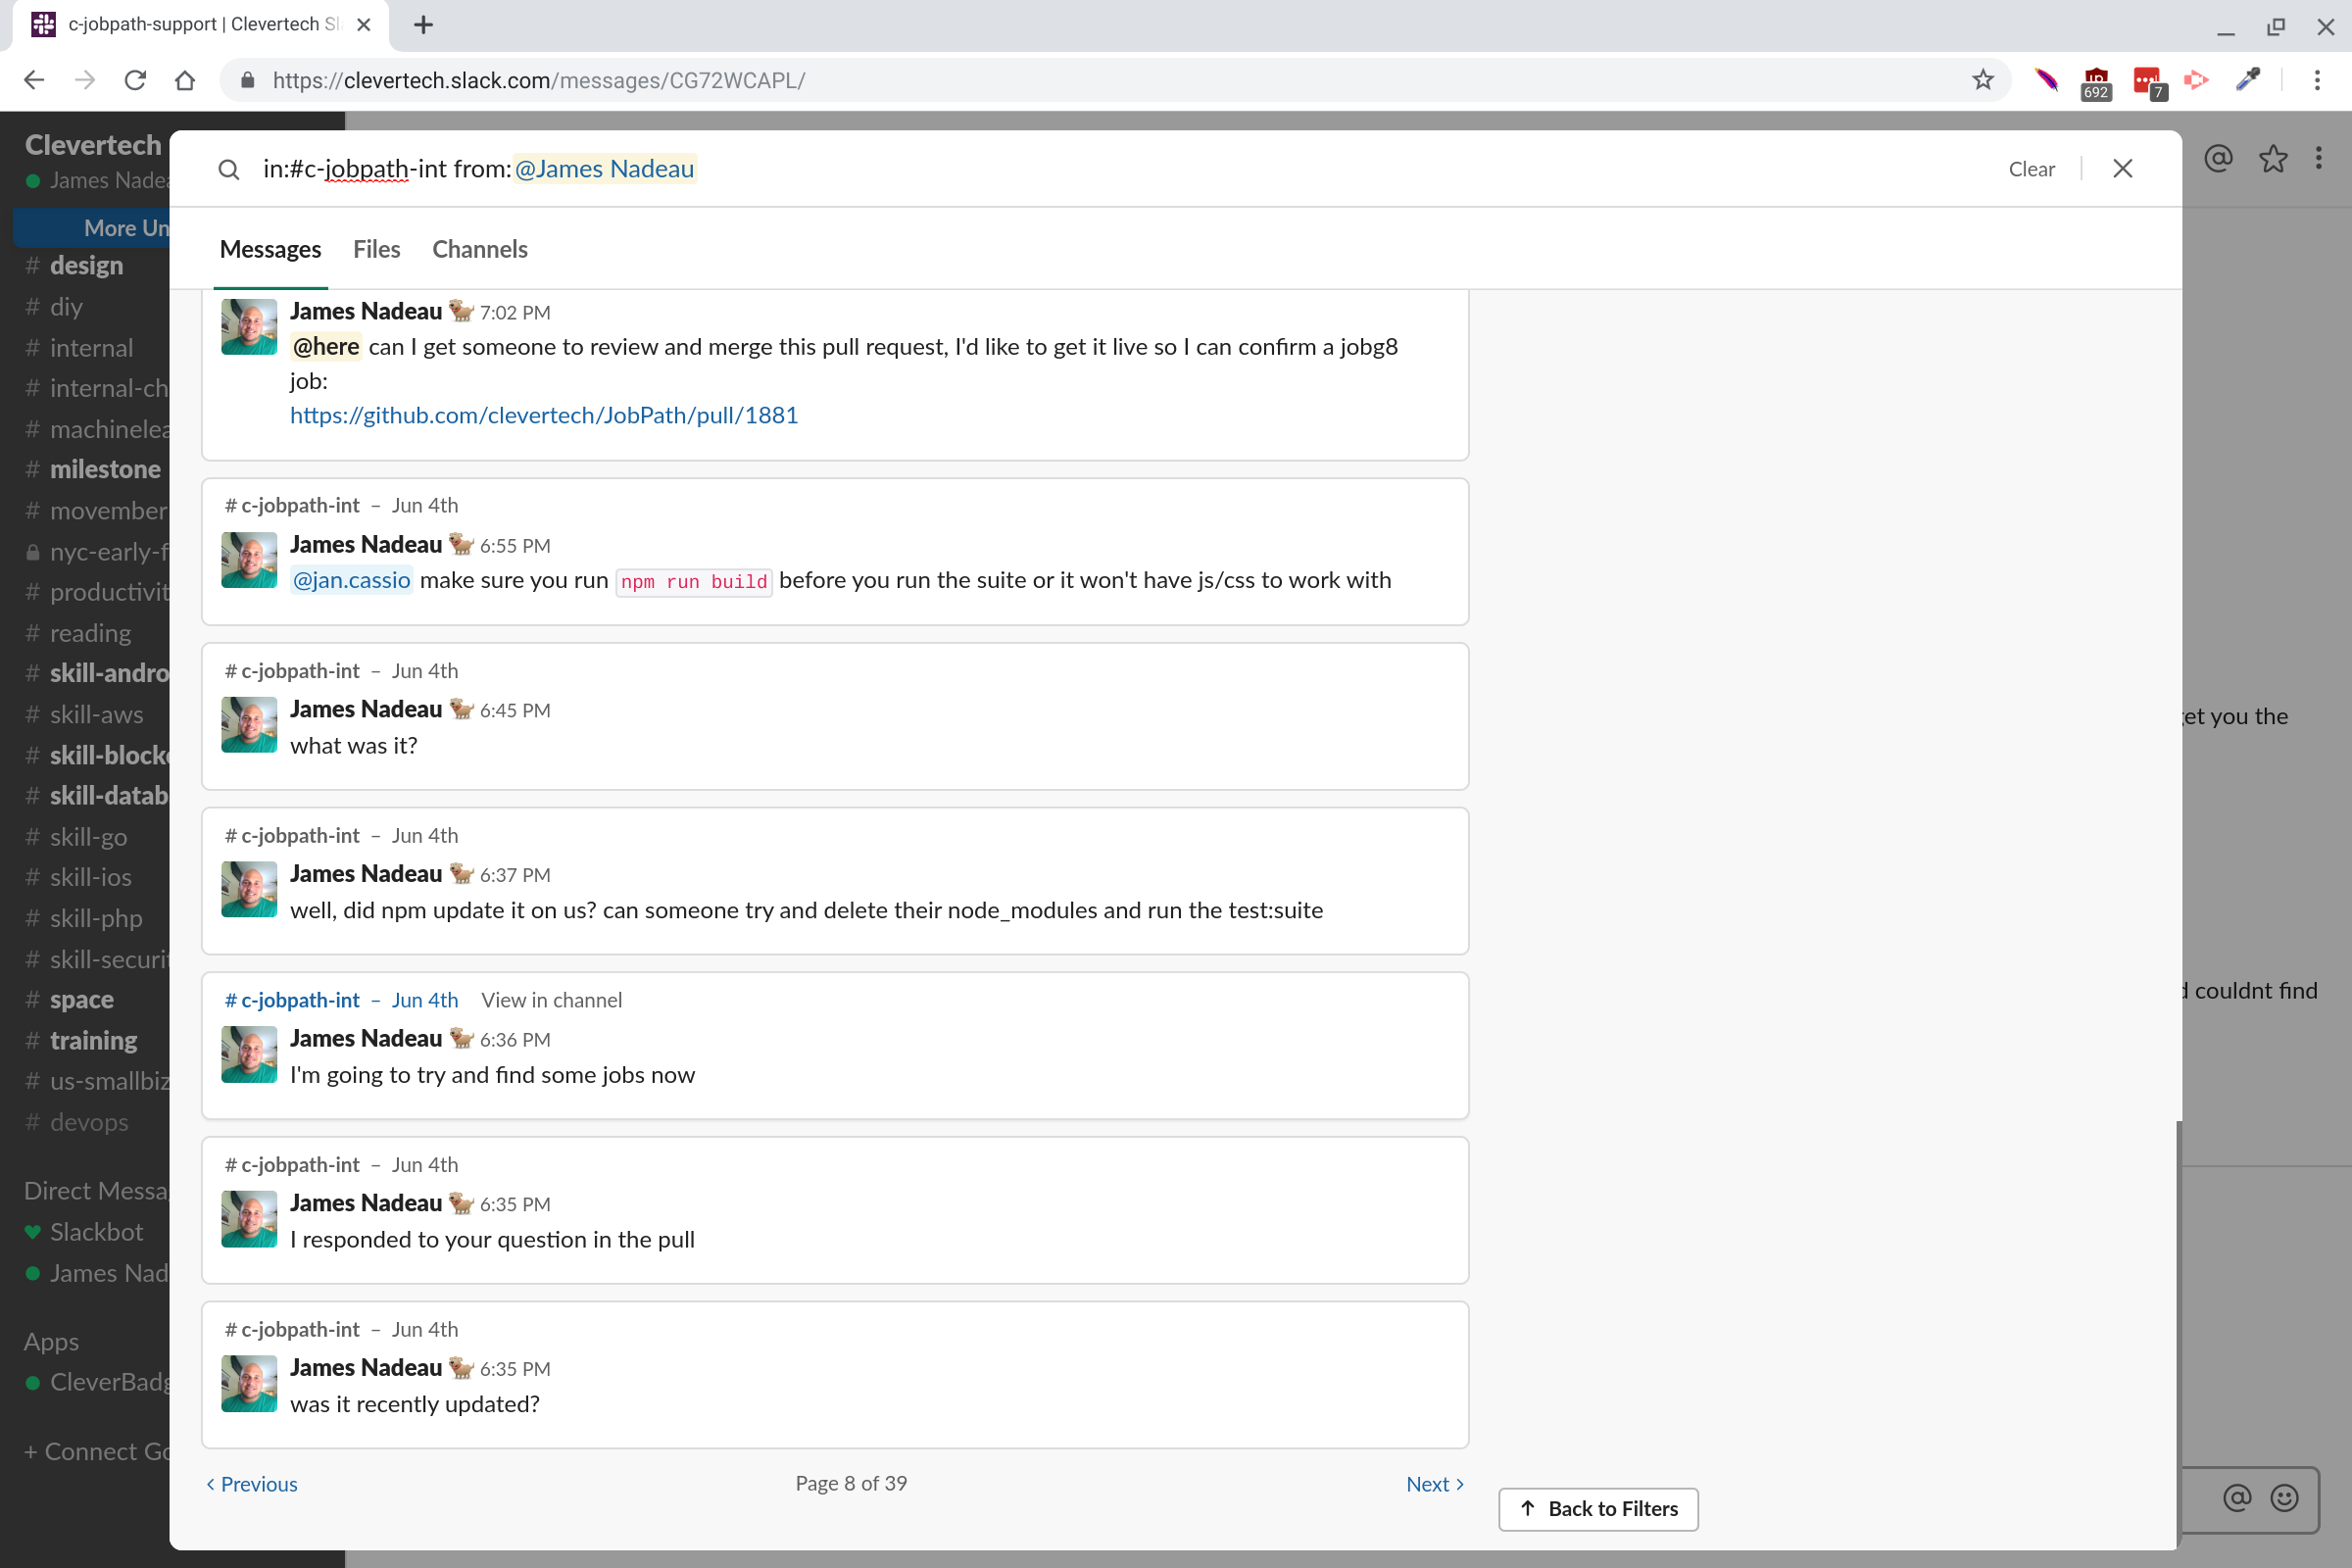 c-jobpath-support | Clevertech Sl
https://clevertech.slack.com/messages/CG72WCAPL/
692
7
Clevertech
James Nadea
More Un
# design
# diy
# internal
# internal-ch
# machinelea
# milestone
# movember
nyc-early-f
# productivit
# reading
# skill-andro
# skill-aws
# skill-blocke
# skill-datab
# skill-go
# skill-ios
# skill-php
# skill-securit
# space
# training
# us-smallbiz
# devops
Direct Messa
Slackbot
James Nad
Apps
CleverBadg
+ Connect Go
in:#c-jobpath-int from:@James Nadeau
Clear
Messages Files Channels
James Nadeau 7:02 PM
@here can I get someone to review and merge this pull request, I'd like to get it live so I can confirm a jobg8
job:
https://github.com/clevertech/JobPath/pull/1881
# c-jobpath-int – Jun 4th
James Nadeau 6:55 PM
@jan.cassio make sure you run npm run build before you run the suite or it won't have js/css to work with
# c-jobpath-int – Jun 4th
James Nadeau 6:45 PM
what was it?
# c-jobpath-int – Jun 4th
James Nadeau 6:37 PM
well, did npm update it on us? can someone try and delete their node_modules and run the test:suite
# c-jobpath-int – Jun 4th View in channel
James Nadeau 6:36 PM
I'm going to try and find some jobs now
# c-jobpath-int – Jun 4th
James Nadeau 6:35 PM
I responded to your question in the pull
# c-jobpath-int – Jun 4th
James Nadeau 6:35 PM
was it recently updated?
Previous
Page 8 of 39
Next
Back to Filters
get you the
d couldnt find